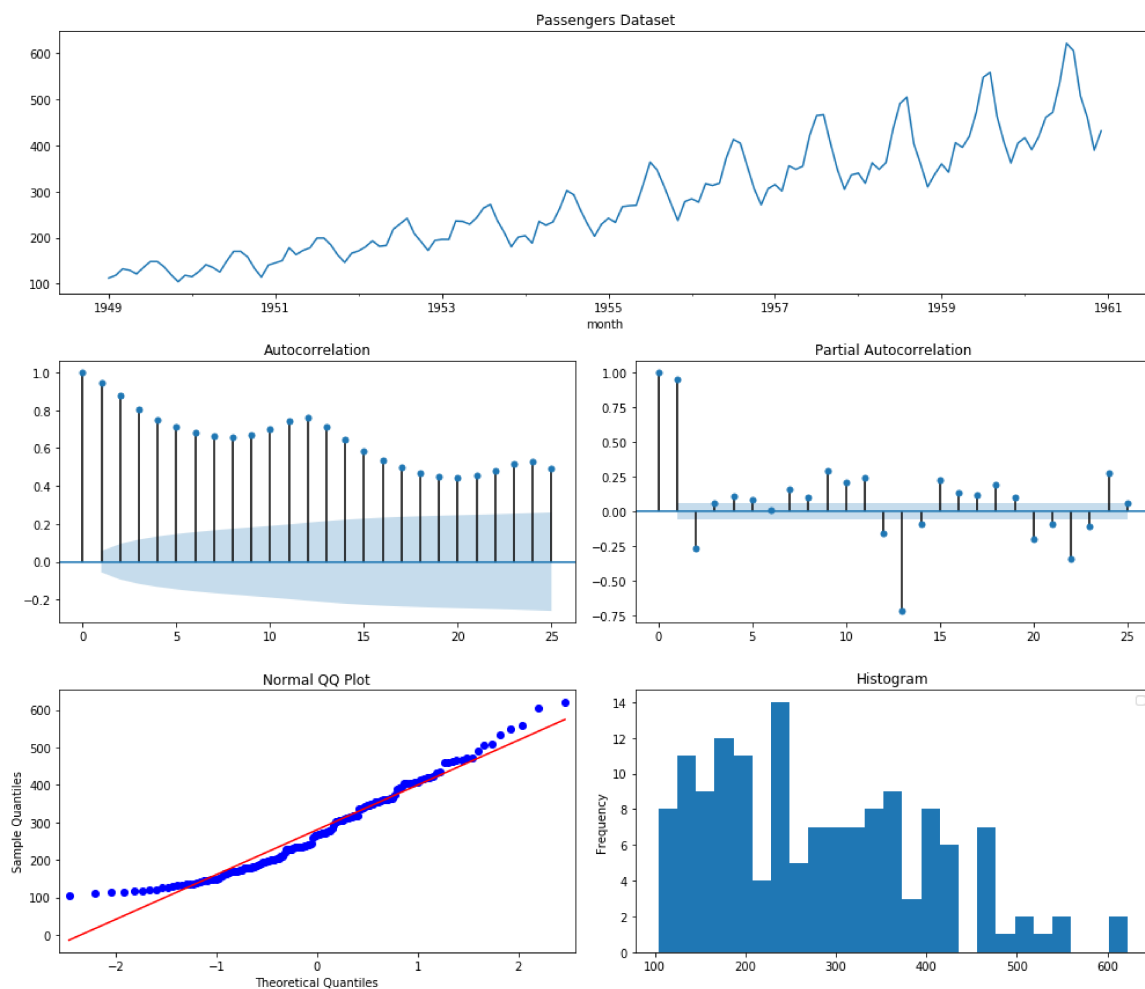 Passengers Dataset
600
500
400
300
200
100
1949 1951 1953 1955 1957 1959 1961
month
Autocorrelation
1.0
0.8
0.6
0.4
0.2
0.0
−0.2
0 5 10 15 20 25
Partial Autocorrelation
1.00
0.75
0.50
0.25
0.00
−0.25
−0.50
−0.75
0 5 10 15 20 25
Normal QQ Plot
Sample Quantiles
600
500
400
300
200
100
0
−2 −1 0 1 2
Theoretical Quantiles
Histogram
Frequency
14
12
10
8
6
4
2
0
100 200 300 400 500 600